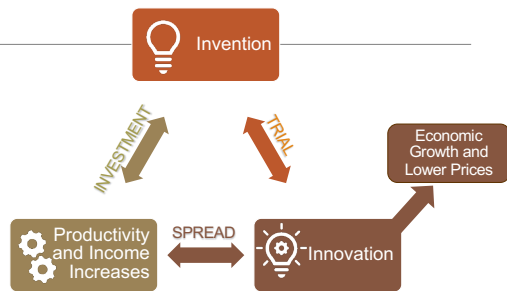 Invention
INVESTMENT
TRIAL
Economic
Growth and
Lower Prices
Productivity
and Income
Increases
SPREAD
Innovation